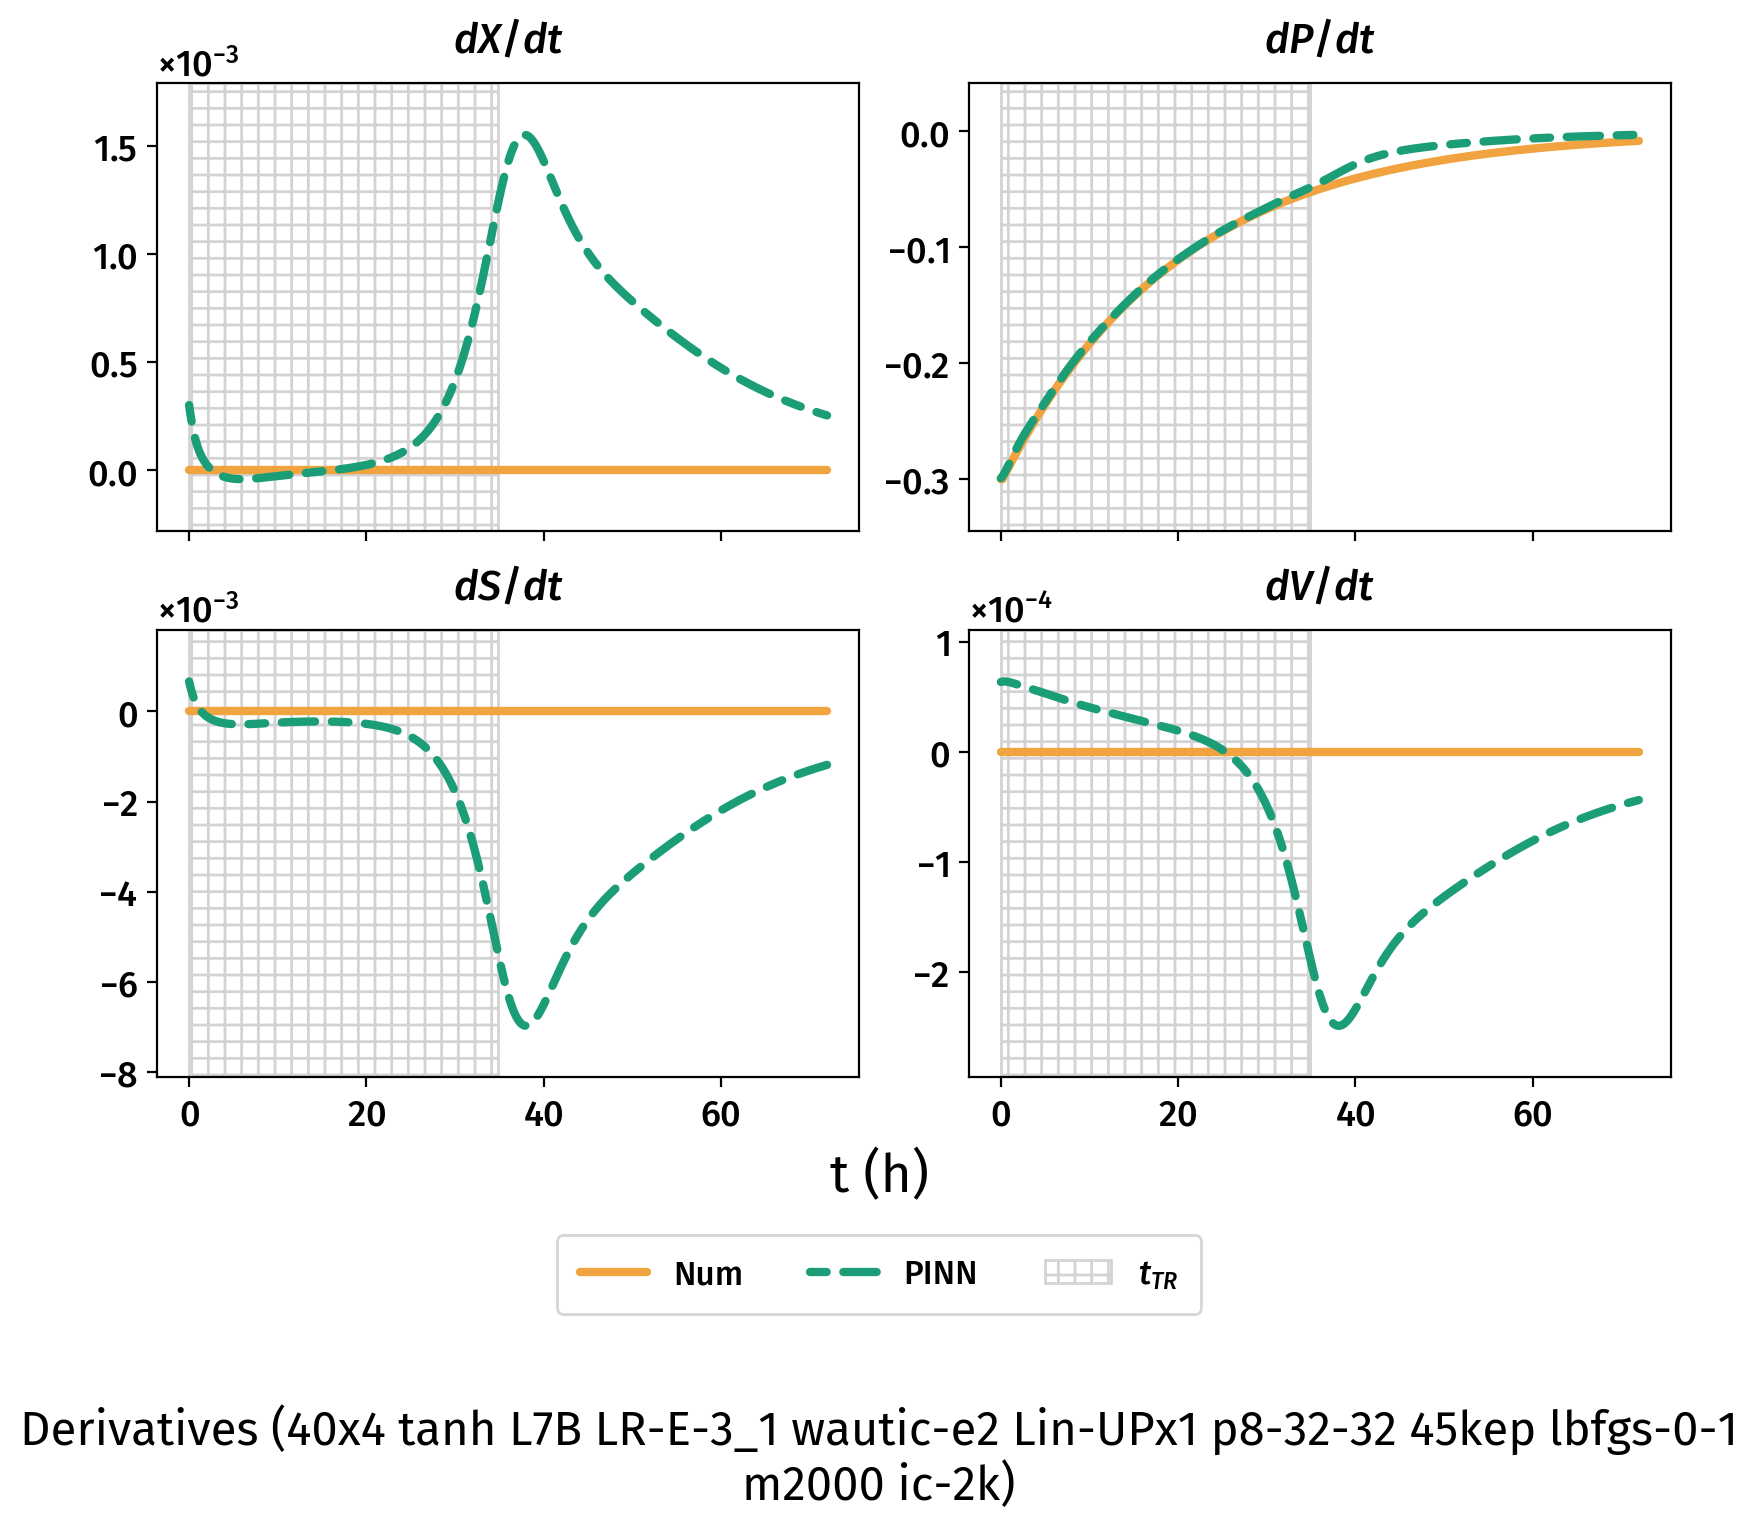 dX/dt
×10⁻³
1.5
1.0
0.5
0.0
dP/dt
0.0
−0.1
−0.2
−0.3
dS/dt
×10⁻³
0
−2
−4
−6
−8
0 20 40 60
dV/dt
×10⁻⁴
1
0
−1
−2
0 20 40 60
t (h)
Num PINN t_TR
Derivatives (40x4 tanh L7B LR-E-3_1 wautic-e2 Lin-UPx1 p8-32-32 45kep lbfgs-0-1
m2000 ic-2k)